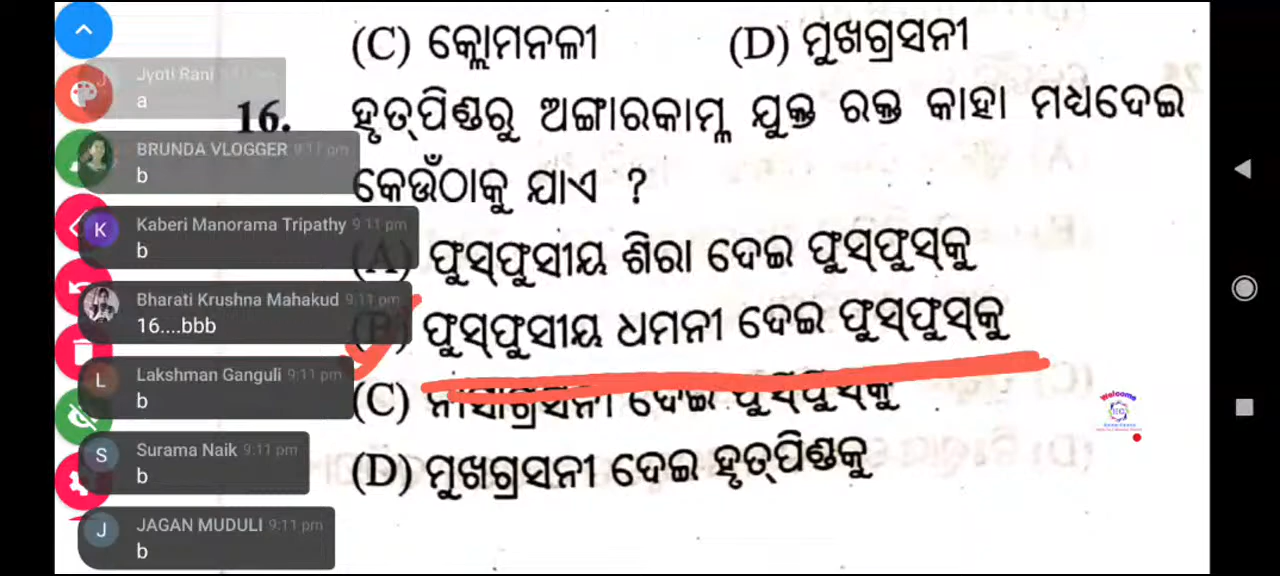 (C) କ୍ଲୋମନଳୀ (D) ମୁଖଗ୍ରସନୀ
16. ହୃତ୍‌ପିଣ୍ଡରୁ ଅଙ୍ଗାରକାମ୍ଳ ଯୁକ୍ତ ରକ୍ତ କାହା ମଧ୍ୟଦେଇ
କେଉଁଠାକୁ ଯାଏ ?
(A) ଫୁସ୍‌ଫୁସୀୟ ଶିରା ଦେଇ ଫୁସ୍‌ଫୁସ୍‌କୁ
(B) ଫୁସ୍‌ଫୁସୀୟ ଧମନୀ ଦେଇ ଫୁସ୍‌ଫୁସ୍‌କୁ
(C) ନାସାଗ୍ରସନୀ ଦେଇ ଫୁସ୍‌ଫୁସ୍‌କୁ
(D) ମୁଖଗ୍ରସନୀ ଦେଇ ହୃତ୍‌ପିଣ୍ଡକୁ
Jyoti Rani
a
BRUNDA VLOGGER 9:11 pm
b
K Kaberi Manorama Tripathy 9:11 pm
b
Bharati Krushna Mahakud 9:11 pm
16....bbb
L Lakshman Ganguli 9:11 pm
b
S Surama Naik 9:11 pm
b
J JAGAN MUDULI 9:11 pm
b
Welcome